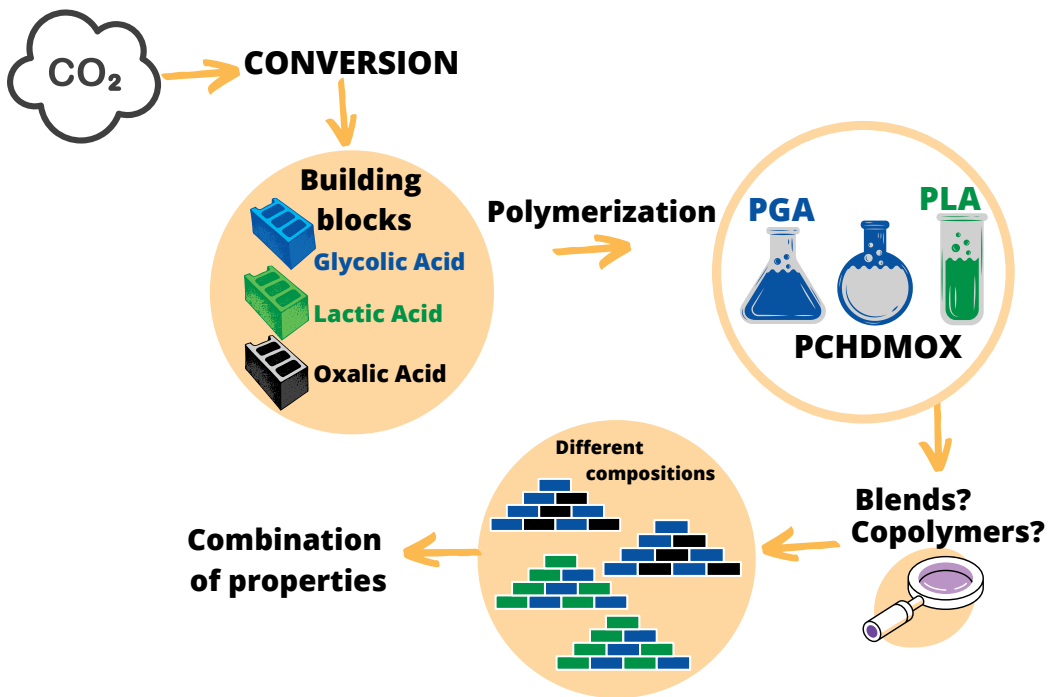 CO₂
CONVERSION
Building
blocks
Glycolic Acid
Lactic Acid
Oxalic Acid
Polymerization
PGA
PLA
PCHDMOX
Blends?
Copolymers?
Different
compositions
Combination
of properties